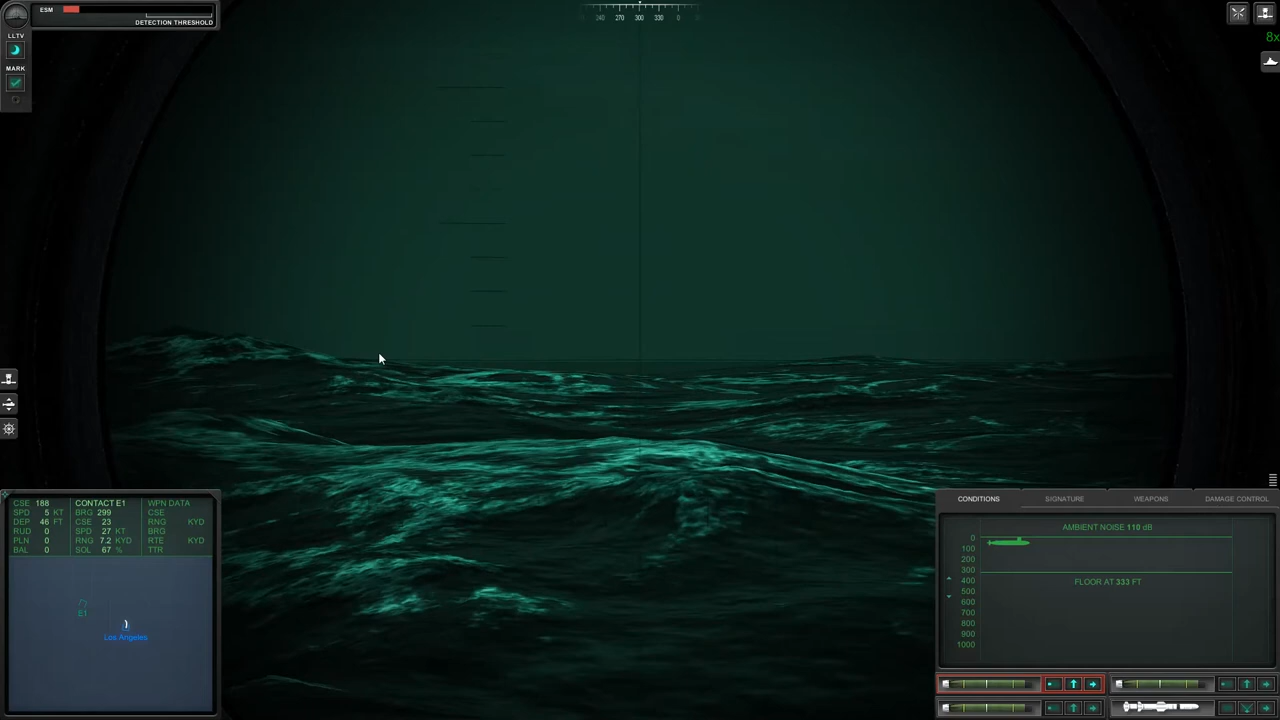 ESM
DETECTION THRESHOLD
240 270 300 330 0
LLTV
MARK
8x
CSE 188
SPD 5 KT
DEP 46 FT
RUD 0
PLN 0
BAL 0
CONTACT E1
BRG 299
CSE 23
SPD 27 KT
RNG 7.2 KYD
SOL 67 %
WPN DATA
CSE
RNG KYD
BRG
RTE KYD
TTR
E1
Los Angeles
CONDITIONS SIGNATURE WEAPONS DAMAGE CONTROL
AMBIENT NOISE 110 dB
0
100
200
300
400
500
600
700
800
900
1000
FLOOR AT 333 FT